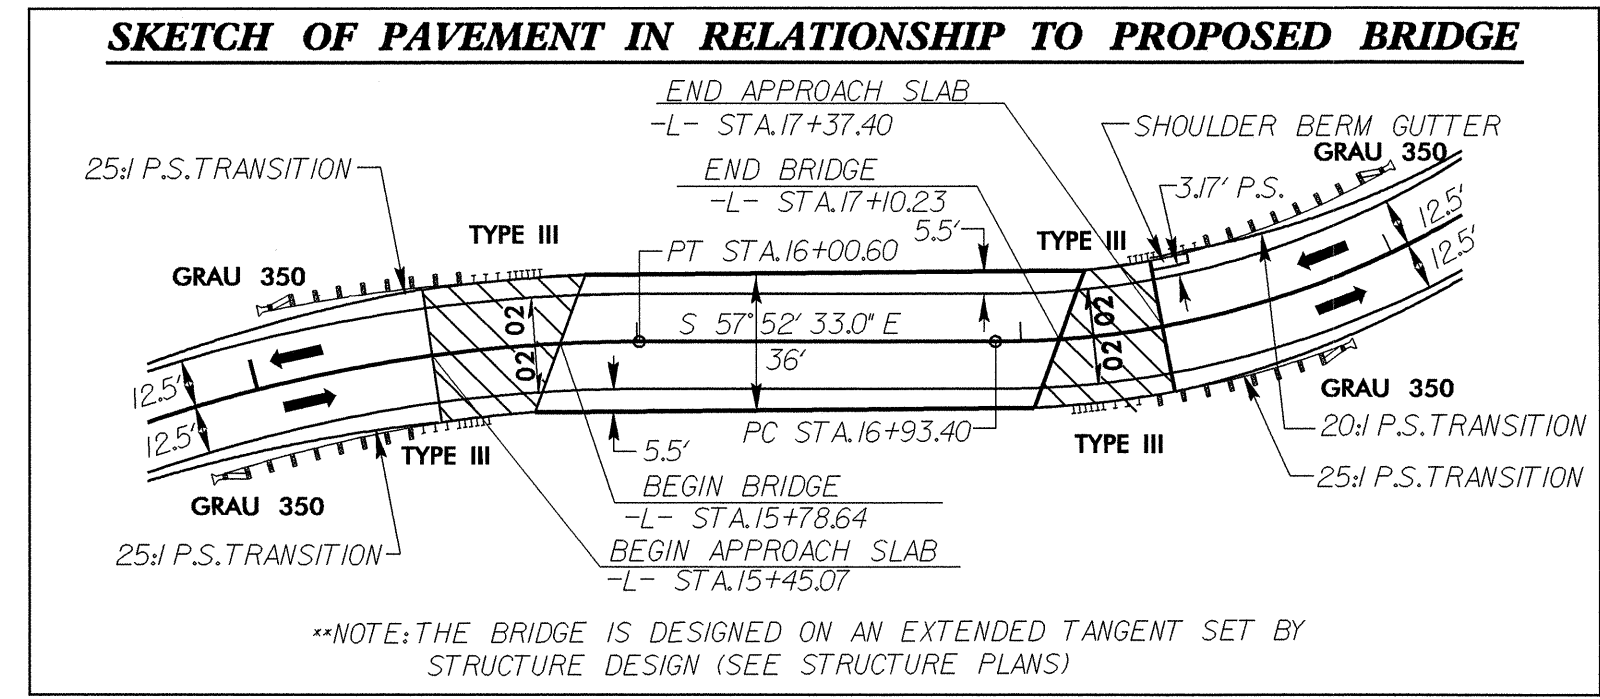 SKETCH OF PAVEMENT IN RELATIONSHIP TO PROPOSED BRIDGE
END APPROACH SLAB
-L- STA.17+37.40
SHOULDER BERM GUTTER
GRAU 350
25:1 P.S.TRANSITION
END BRIDGE
-L- STA.17+10.23
3.17' P.S.
5.5'
12.5'
12.5'
TYPE III
TYPE III
PT STA.16+00.60
GRAU 350
02
02
S 57°52' 33.0" E
36'
02
02
12.5'
12.5'
PC STA.16+93.40
TYPE III
GRAU 350
20:1 P.S.TRANSITION
TYPE III
5.5'
25:1 P.S.TRANSITION
GRAU 350
BEGIN BRIDGE
-L- STA.15+78.64
25:1 P.S.TRANSITION
BEGIN APPROACH SLAB
-L- STA.15+45.07
**NOTE:THE BRIDGE IS DESIGNED ON AN EXTENDED TANGENT SET BY
STRUCTURE DESIGN (SEE STRUCTURE PLANS)